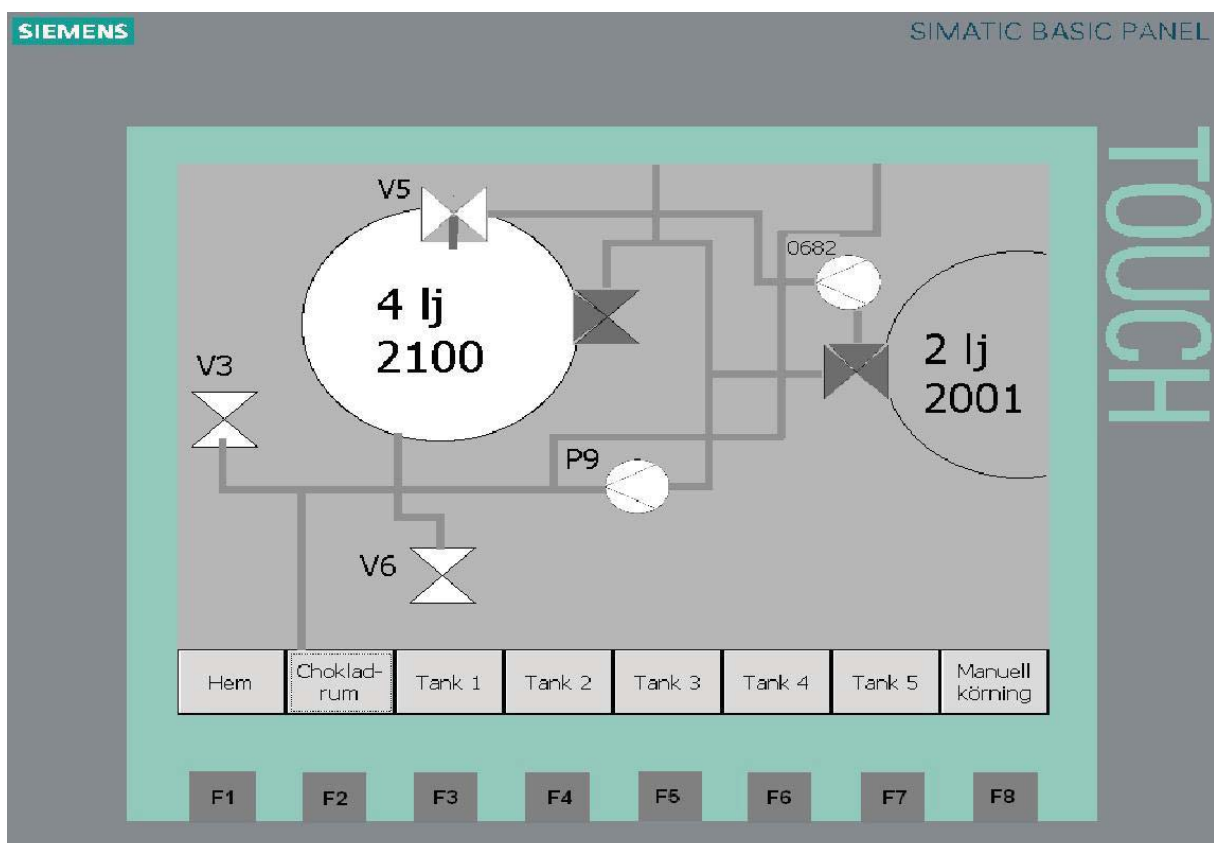 SIEMENS
SIMATIC BASIC PANEL
TOUCH
V5
0682
4 lj
2100
2 lj
2001
V3
P9
V6
Hem
Choklad-
rum
Tank 1
Tank 2
Tank 3
Tank 4
Tank 5
Manuell
körning
F1
F2
F3
F4
F5
F6
F7
F8